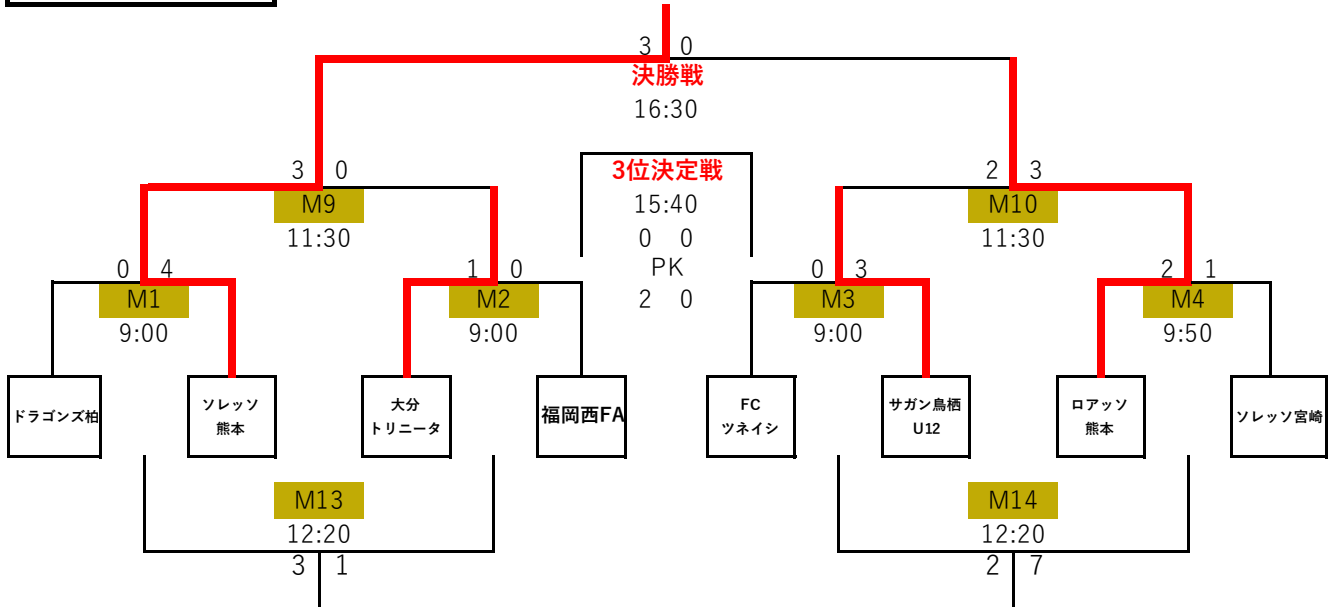 3 0
決勝戦
16:30
3 0
3位決定戦
2 3
M9
15:40
M10
11:30
0 0
11:30
0 4
1 0
PK
0 3
2 1
M1
M2
2 0
M3
M4
9:00
9:00
9:00
9:50
ドラゴンズ柏
ソレッソ
熊本
大分
トリニータ
福岡西FA
FC
ツネイシ
サガン鳥栖
U12
ロアッソ
熊本
ソレッソ宮崎
M13
M14
12:20
12:20
3 1
2 7